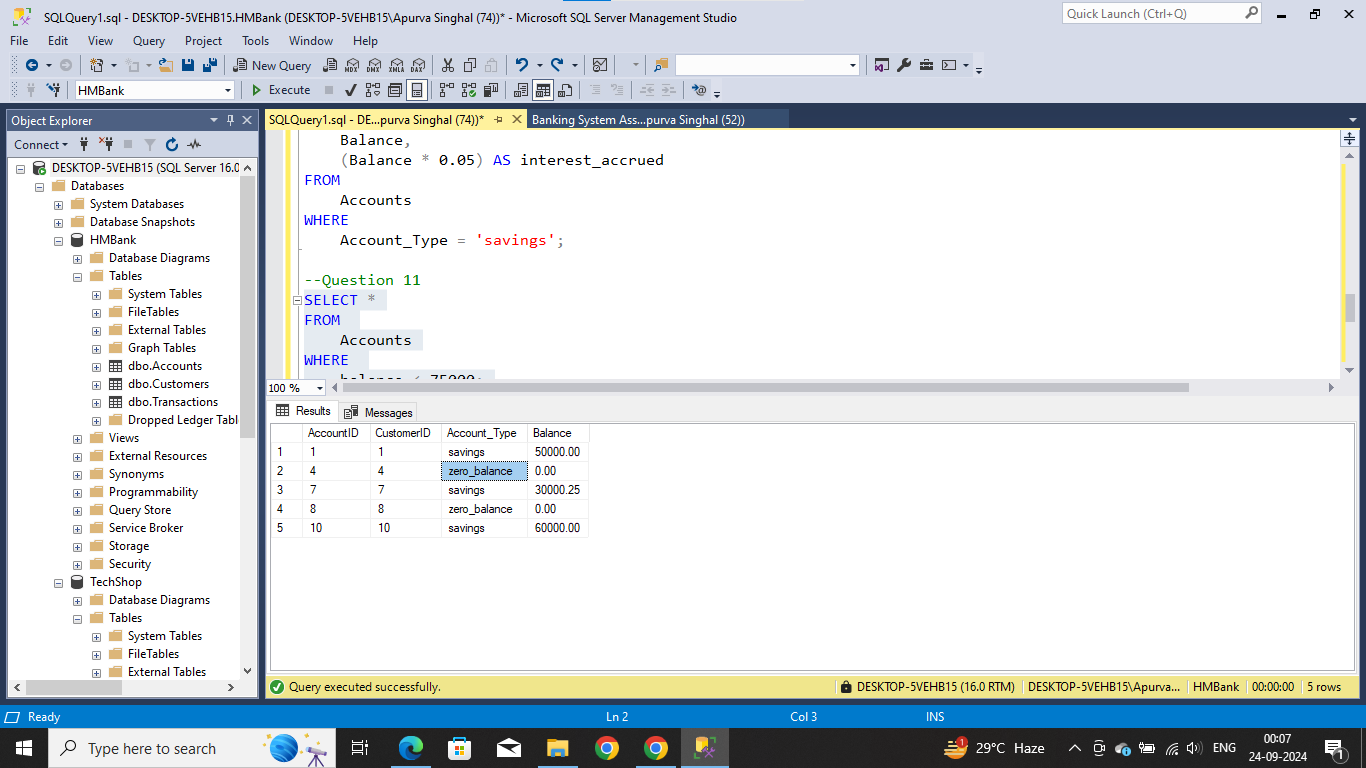 SQLQuery1.sql - DESKTOP-5VEHB15.HMBank (DESKTOP-5VEHB15\Apurva Singhal (74))* - Microsoft SQL Server Management Studio
Quick Launch (Ctrl+Q)
File Edit View Query Project Tools Window Help
New Query MDX DMX XMLA DAX
HMBank Execute
Object Explorer
SQLQuery1.sql - DE...purva Singhal (74))* Banking System Ass...purva Singhal (52))
Connect
DESKTOP-5VEHB15 (SQL Server 16.0
Databases
System Databases
Database Snapshots
HMBank
Database Diagrams
Tables
System Tables
FileTables
External Tables
Graph Tables
dbo.Accounts
dbo.Customers
dbo.Transactions
Dropped Ledger Tabl
Views
External Resources
Synonyms
Programmability
Query Store
Service Broker
Storage
Security
TechShop
Database Diagrams
Tables
System Tables
FileTables
External Tables
Balance,
(Balance * 0.05) AS interest_accrued
FROM
Accounts
WHERE
Account_Type = 'savings';
--Question 11
SELECT *
FROM
Accounts
WHERE
balance < 75000;
100 %
Results Messages
AccountID CustomerID Account_Type Balance
1 1 1 savings 50000.00
2 4 4 zero_balance 0.00
3 7 7 savings 30000.25
4 8 8 zero_balance 0.00
5 10 10 savings 60000.00
Query executed successfully. DESKTOP-5VEHB15 (16.0 RTM) DESKTOP-5VEHB15\Apurva... HMBank 00:00:00 5 rows
Ready Ln 2 Col 3 INS
Type here to search
1 29°C Haze ENG 00:07
24-09-2024
1